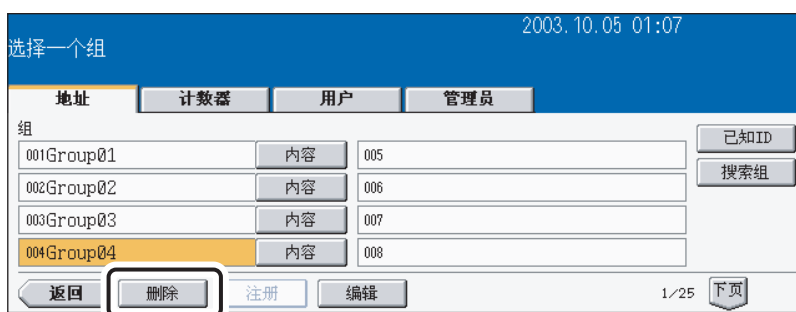 2003.10.05 01:07
选择一个组
地址 计数器 用户 管理员
组
已知ID
001Group01 内容 005
搜索组
002Group02 内容 006
003Group03 内容 007
004Group04 内容 008
返回 删除 注册 编辑 1/25 下页